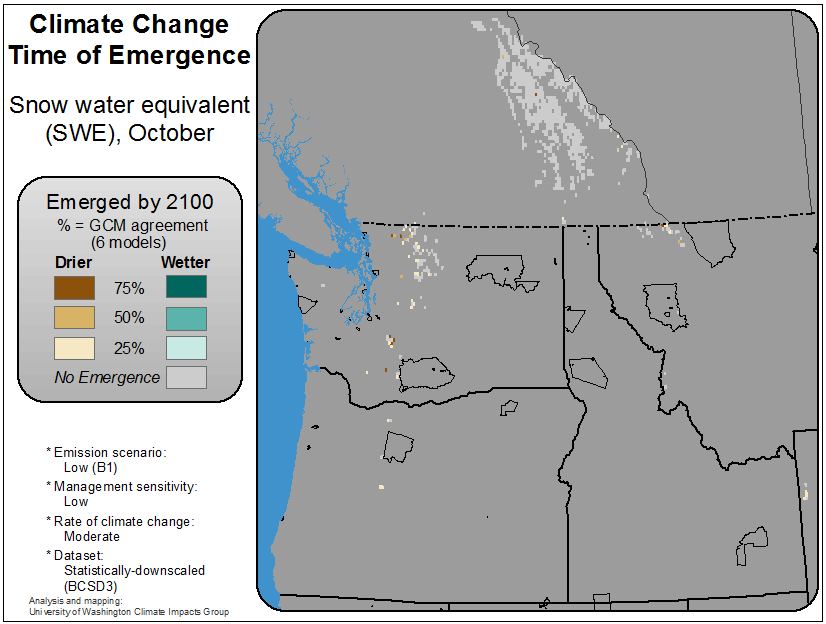 Climate Change
Time of Emergence
Snow water equivalent
(SWE), October
Emerged by 2100
% = GCM agreement
(6 models)
Drier Wetter
75%
50%
25%
No Emergence
* Emission scenario:
Low (B1)
* Management sensitivity:
Low
* Rate of climate change:
Moderate
* Dataset:
Statistically-downscaled
(BCSD3)
Analysis and mapping:
University of Washington Climate Impacts Group